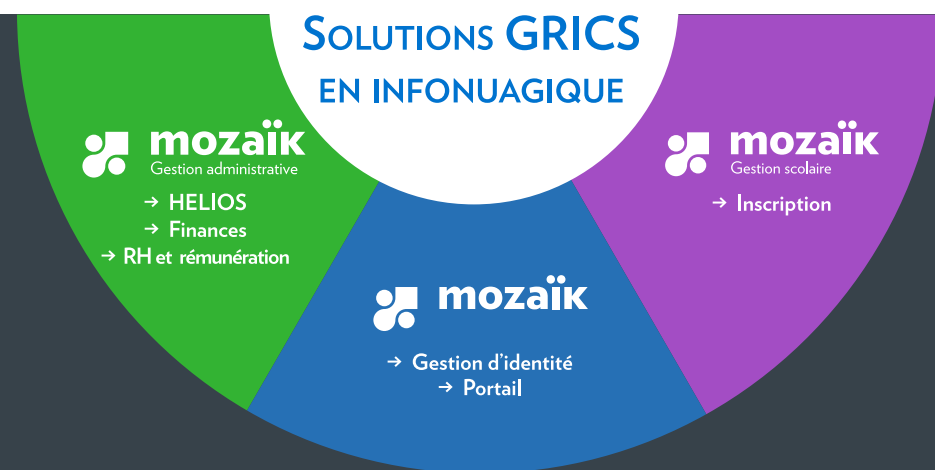 SOLUTIONS GRICS
EN INFONUAGIQUE
mozaïk
Gestion administrative
→ HELIOS
→ Finances
→ RH et rémunération
mozaïk
→ Gestion d'identité
→ Portail
mozaïk
Gestion scolaire
→ Inscription